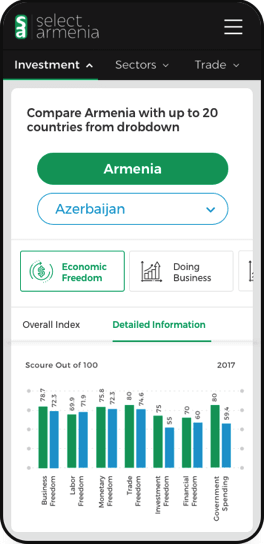 select
armenia
Investment
Sectors
Trade
Compare Armenia with up to 20
countries from drobdown
Armenia
Azerbaijan
Economic
Freedom
Doing
Business
Overall Index
Detailed Information
Scoure Out of 100
2017
78.7
72.3
69.9
71.9
75.8
72.3
80
74.6
75
55
70
60
80
59.4
Business
Freedom
Labor
Freedom
Monetary
Freedom
Trade
Freedom
Investment
Freedom
Financial
Freedom
Government
Spending